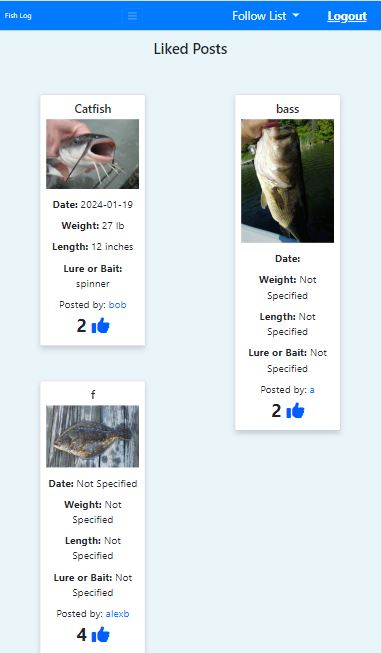 Fish Log
Follow List
Logout
Liked Posts
Catfish
Date: 2024-01-19
Weight: 27 lb
Length: 12 inches
Lure or Bait:
spinner
Posted by: bob
2
bass
Date:
Weight: Not
Specified
Length: Not
Specified
Lure or Bait: Not
Specified
Posted by: a
2
f
Date: Not Specified
Weight: Not
Specified
Length: Not
Specified
Lure or Bait: Not
Specified
Posted by: alexb
4